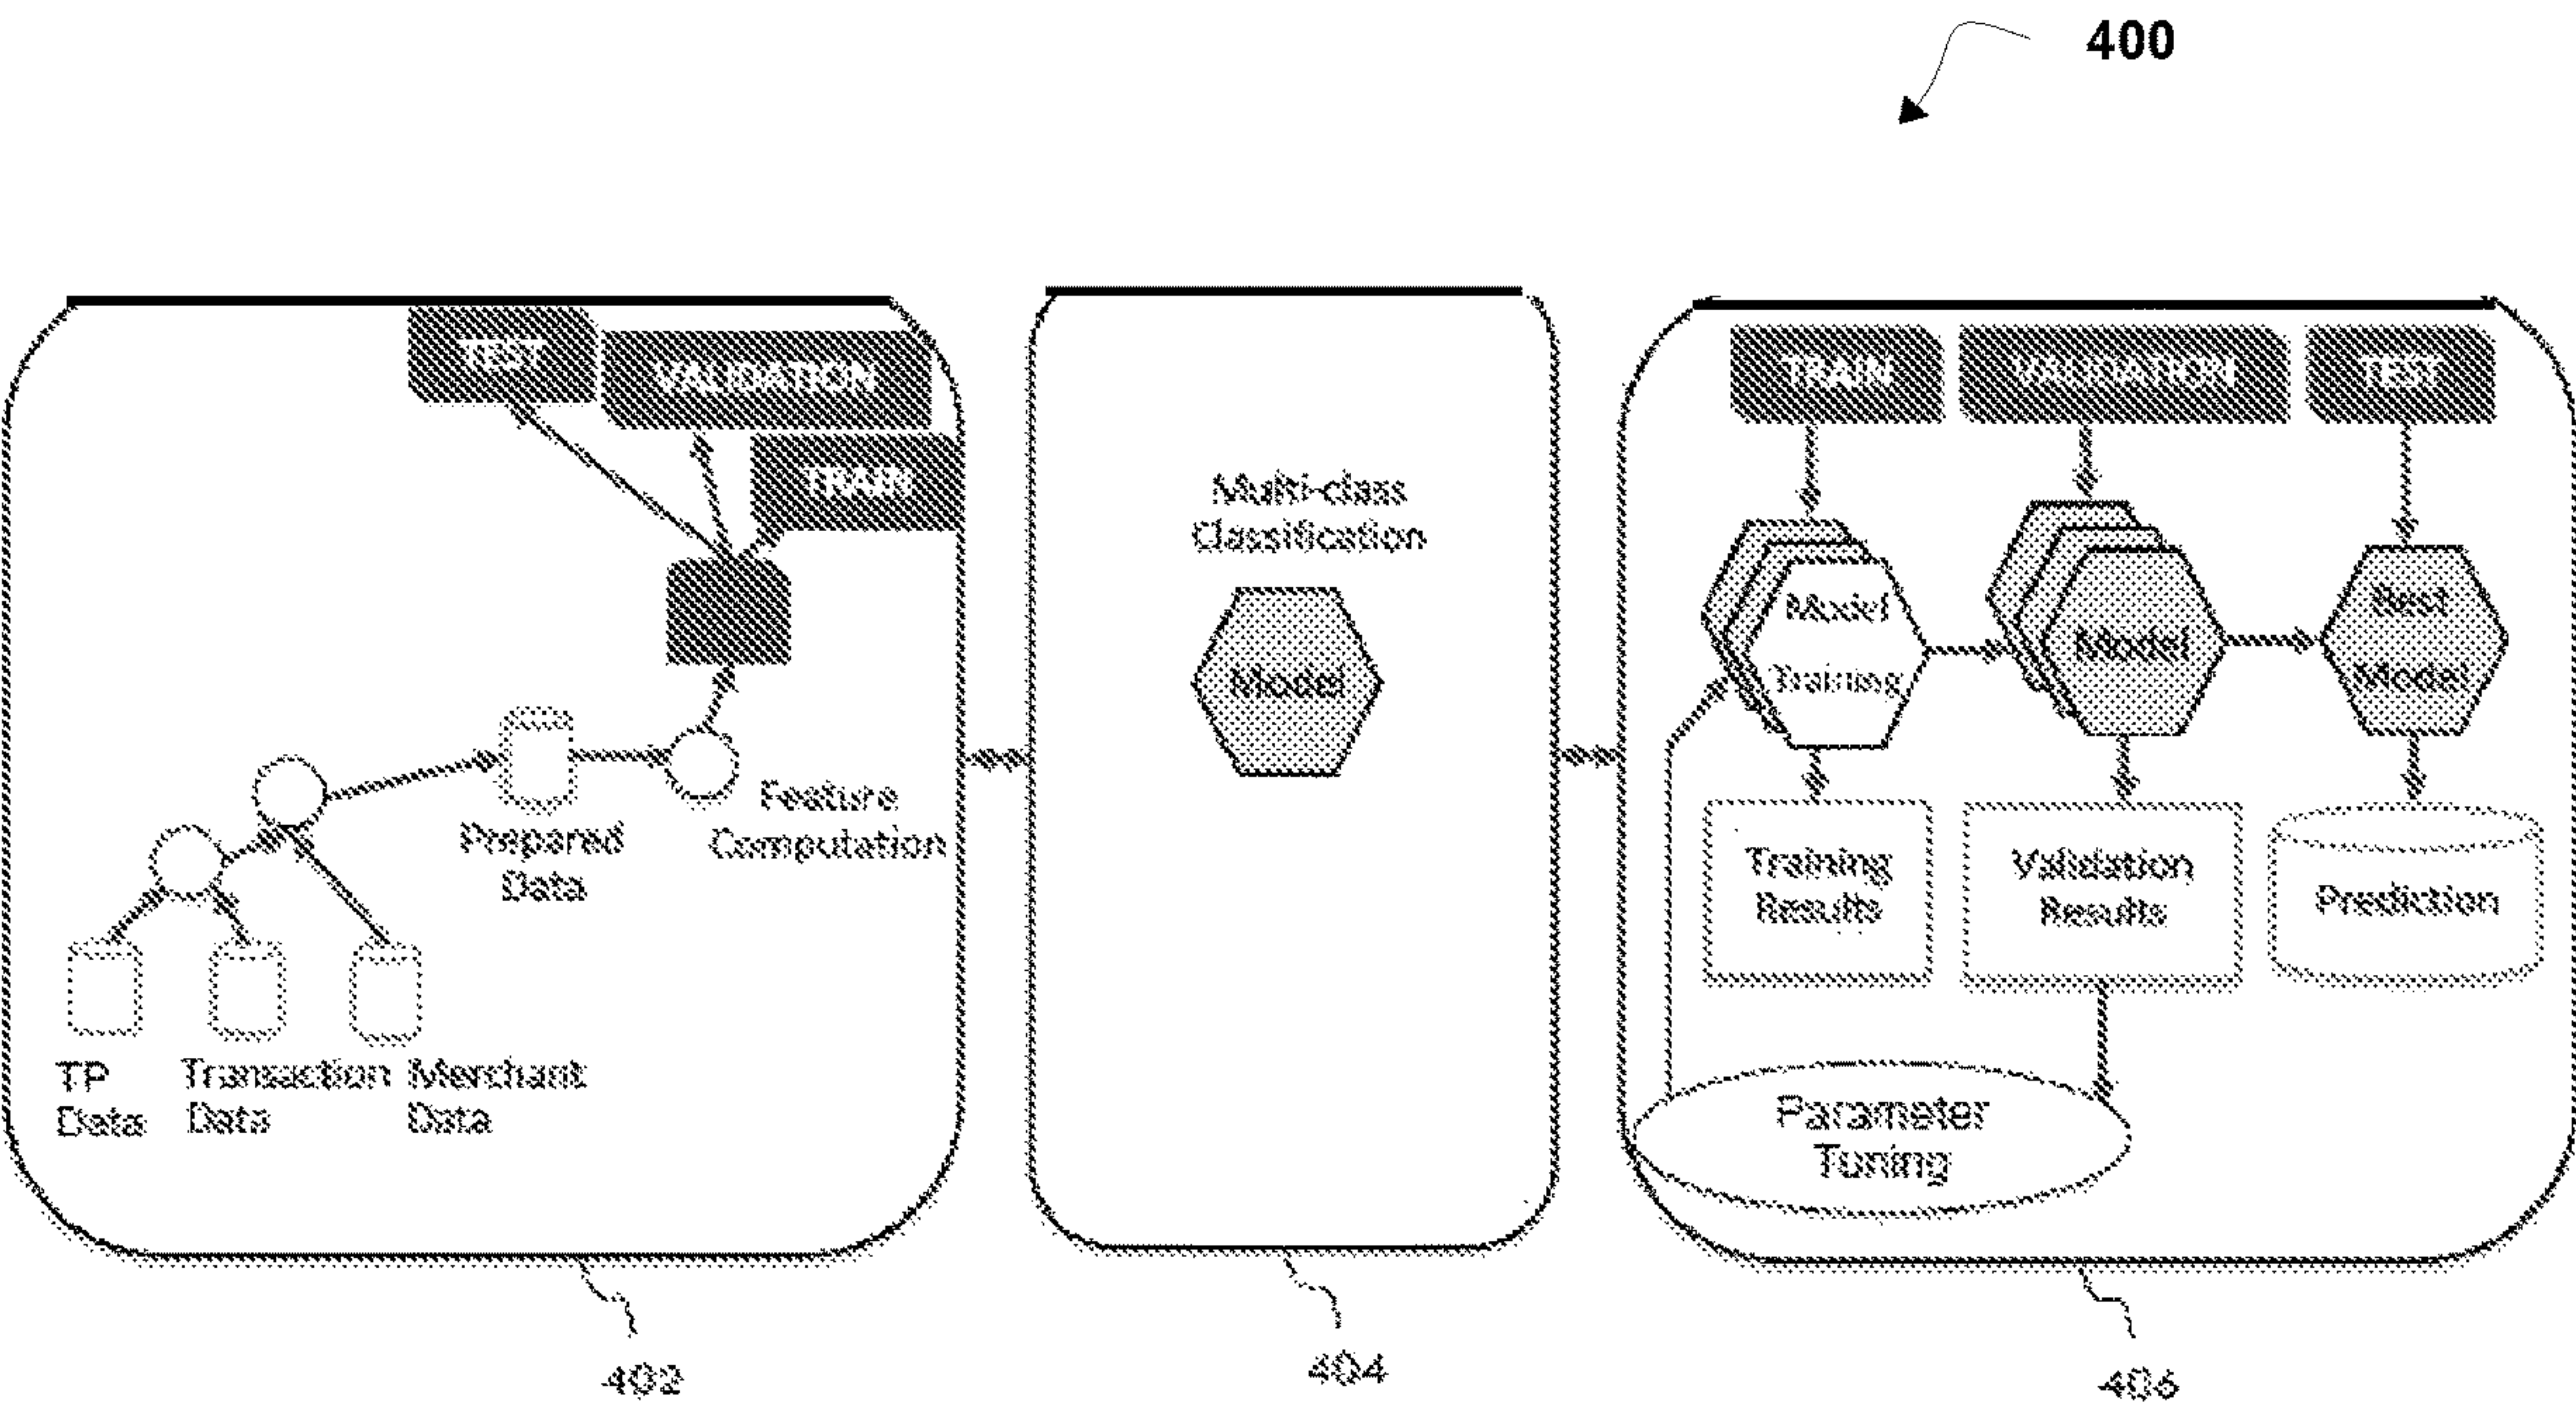 400
TEST
VALIDATION
TRAIN
Feature
Computation
Prepared
Data
TP
Data
Transaction
Data
Merchant
Data
402
Multi-class
Classification
Model
404
TRAIN
VALIDATION
TEST
Model
Training
Model
Best
Model
Training
Results
Validation
Results
Prediction
Parameter
Tuning
406